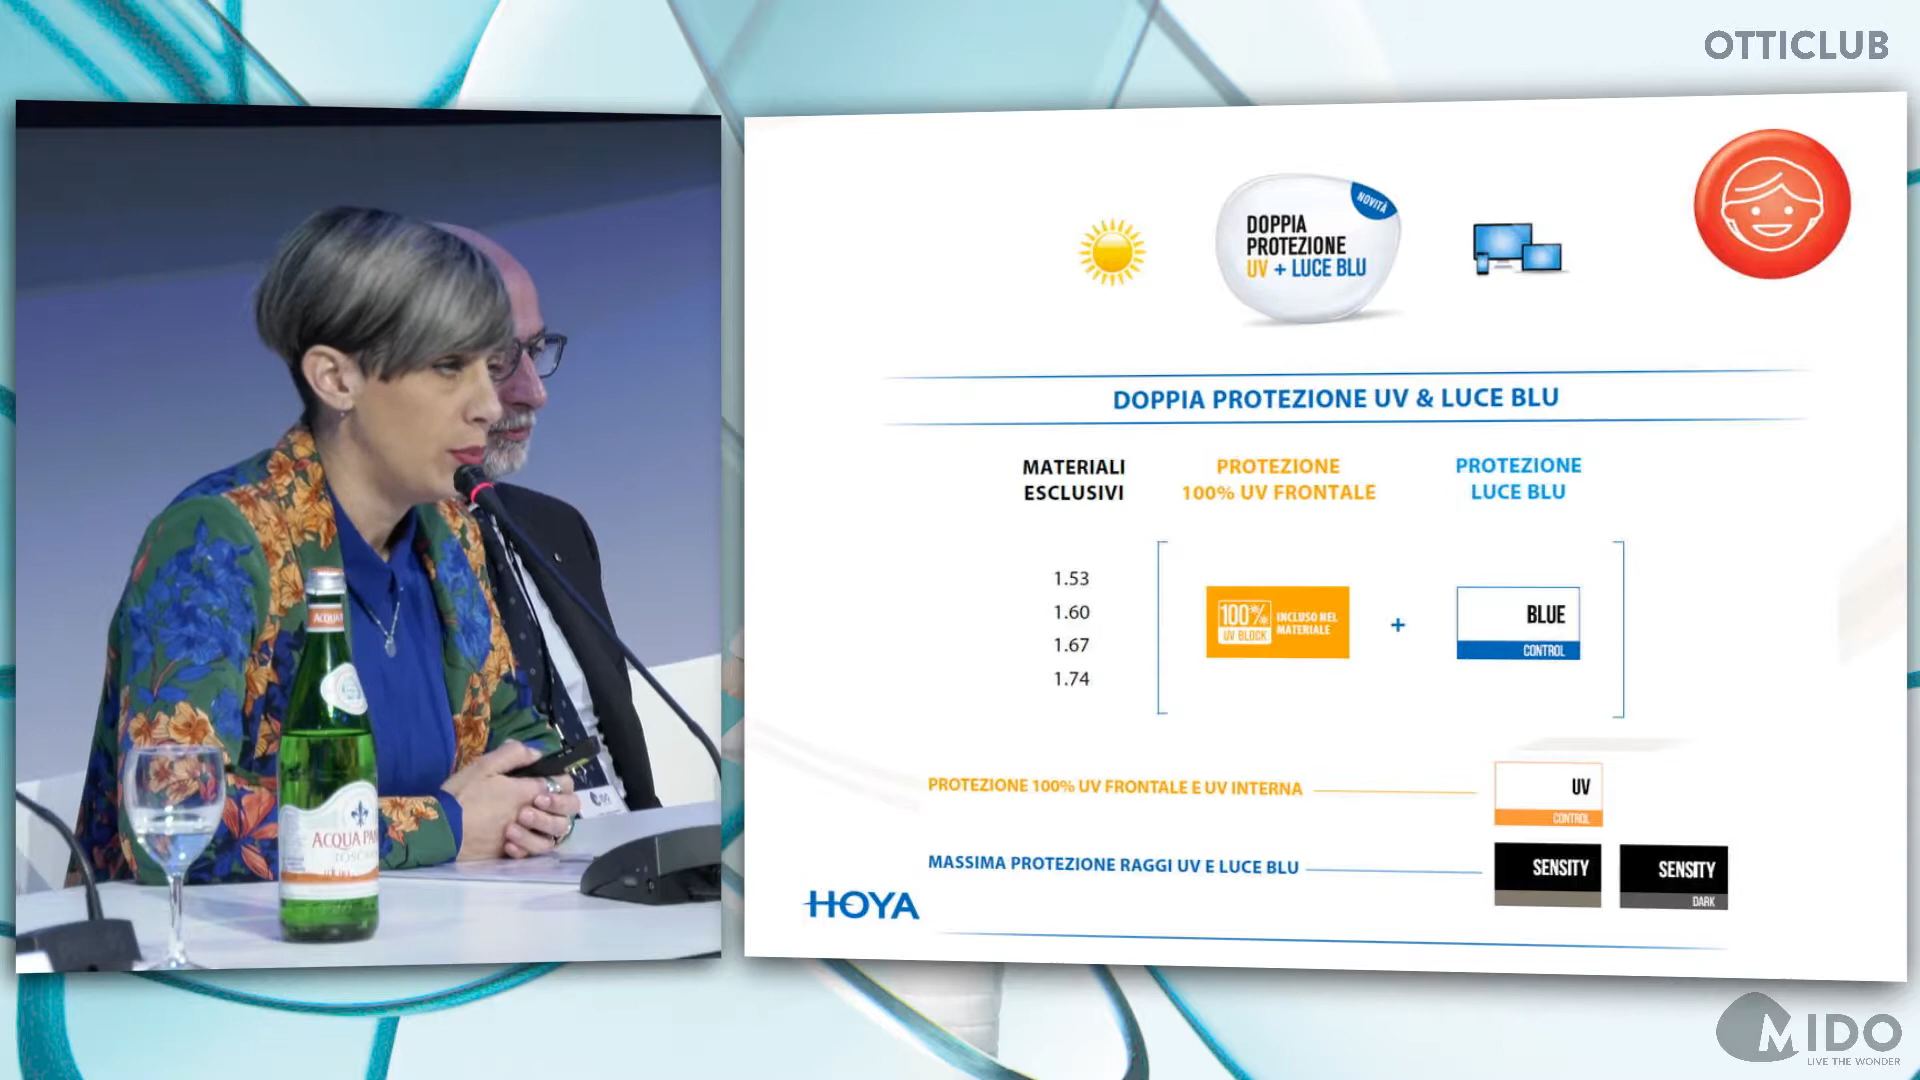 OTTICLUB
NOVITÀ
DOPPIA
PROTEZIONE
UV + LUCE BLU
DOPPIA PROTEZIONE UV & LUCE BLU
MATERIALI
ESCLUSIVI
PROTEZIONE
100% UV FRONTALE
PROTEZIONE
LUCE BLU
1.53
1.60
1.67
1.74
100%
UV BLOCK
INCLUSO NEL
MATERIALE
+
BLUE
CONTROL
PROTEZIONE 100% UV FRONTALE E UV INTERNA
UV
CONTROL
MASSIMA PROTEZIONE RAGGI UV E LUCE BLU
SENSITY
SENSITY
DARK
HOYA
ACQUA
ACQUA PAN
TOSCA
MIDO
LIVE THE WONDER